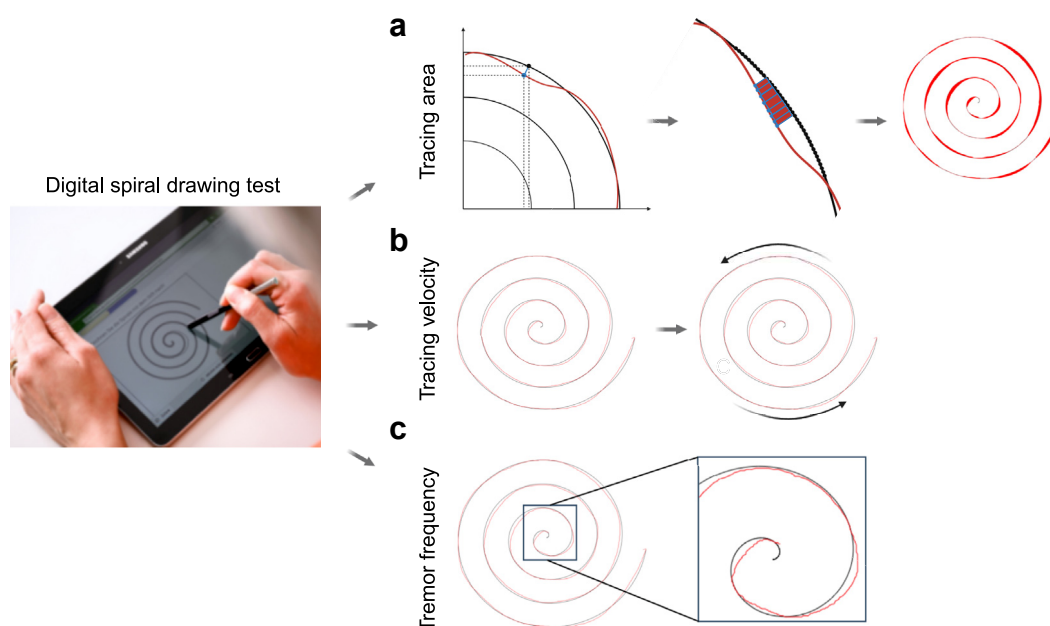 Digital spiral drawing test
SAMSUNG
a
Tracing area
b
Tracing velocity
c
Tremor frequency